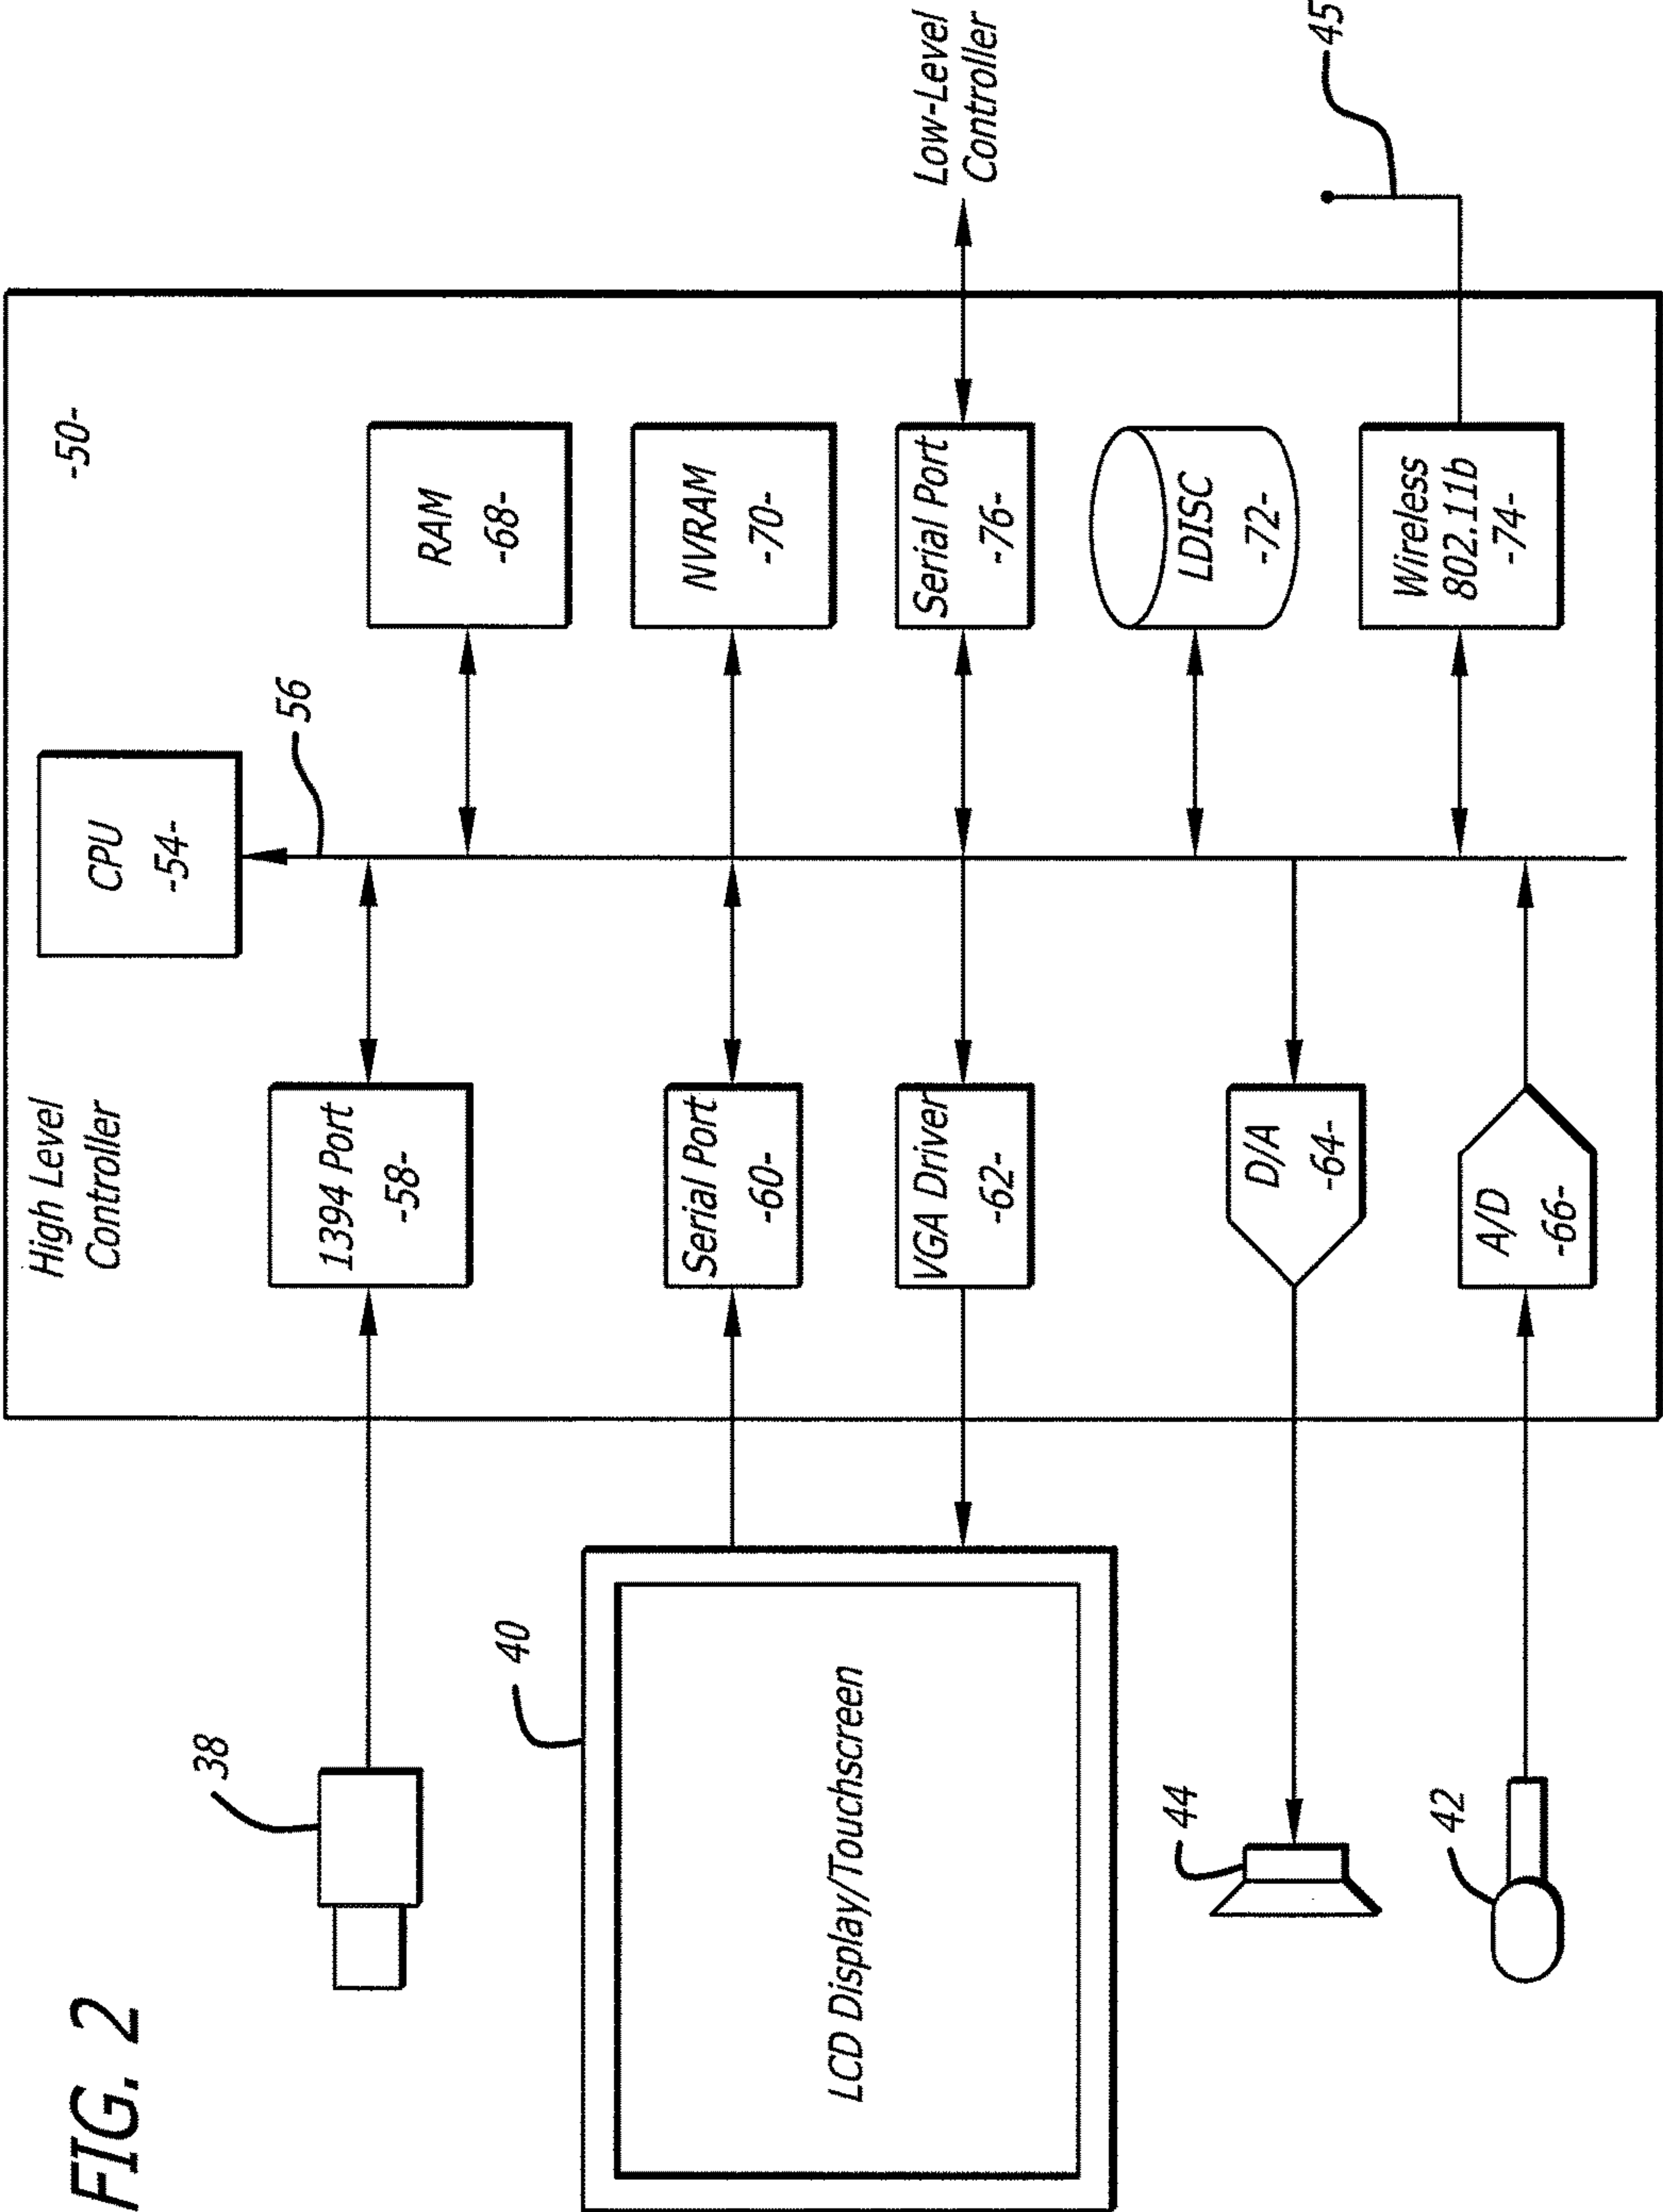 FIG. 2
High Level
Controller
-50-
CPU
-54-
56
38
1394 Port
-58-
RAM
-68-
40
LCD Display/Touchscreen
Serial Port
-60-
NVRAM
-70-
VGA Driver
-62-
Serial Port
-76-
Low-Level
Controller
44
D/A
-64-
LDISC
-72-
42
A/D
-66-
Wireless
802.11b
-74-
45